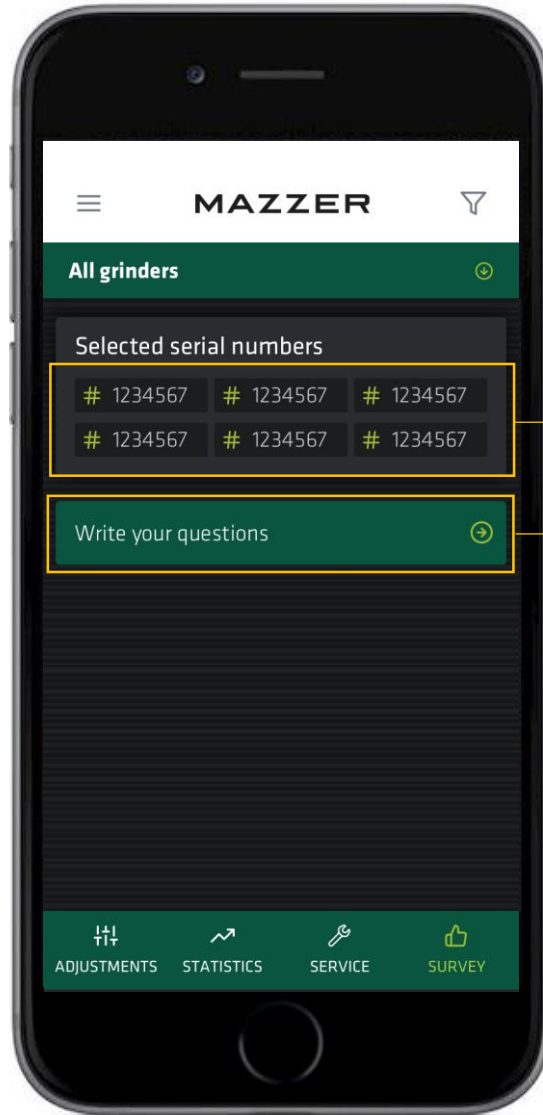 MAZZER
All grinders
Selected serial numbers
# 1234567 # 1234567 # 1234567
# 1234567 # 1234567 # 1234567
Write your questions
ADJUSTMENTS STATISTICS SERVICE SURVEY